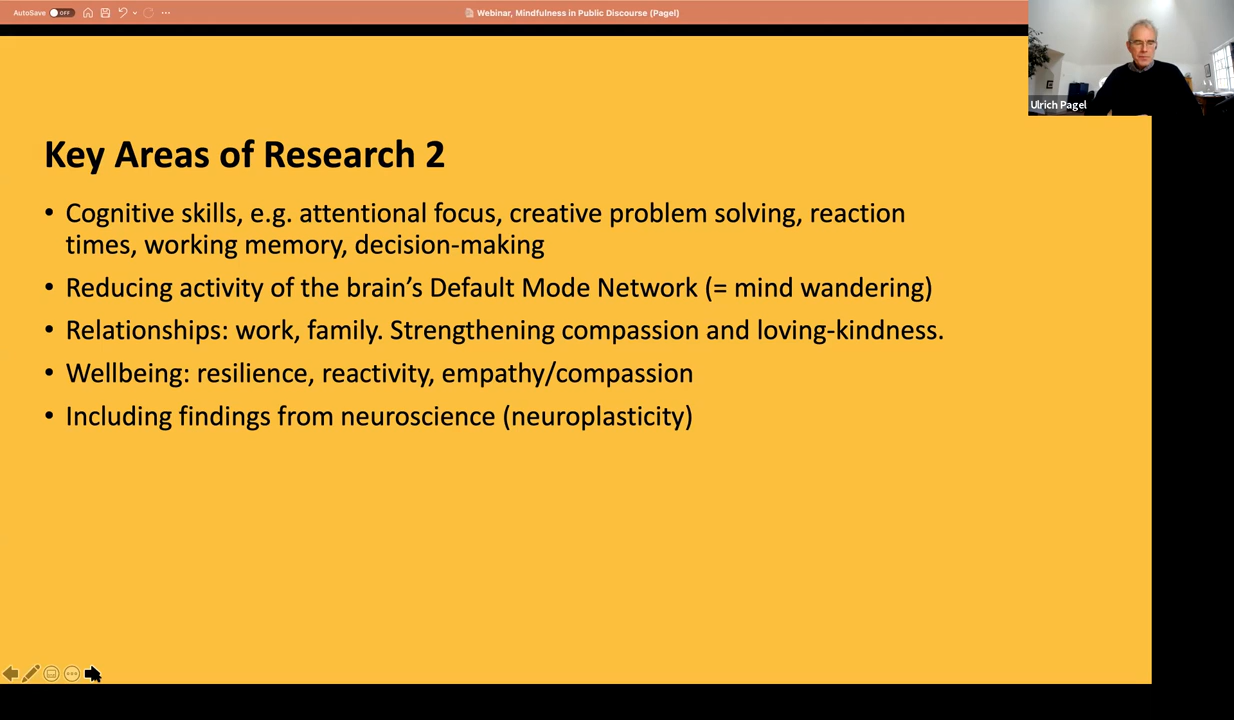 AutoSave OFF
Webinar, Mindfulness in Public Discourse (Pagel)
Ulrich Pagel
Key Areas of Research 2
• Cognitive skills, e.g. attentional focus, creative problem solving, reaction
times, working memory, decision-making
• Reducing activity of the brain’s Default Mode Network (= mind wandering)
• Relationships: work, family. Strengthening compassion and loving-kindness.
• Wellbeing: resilience, reactivity, empathy/compassion
• Including findings from neuroscience (neuroplasticity)